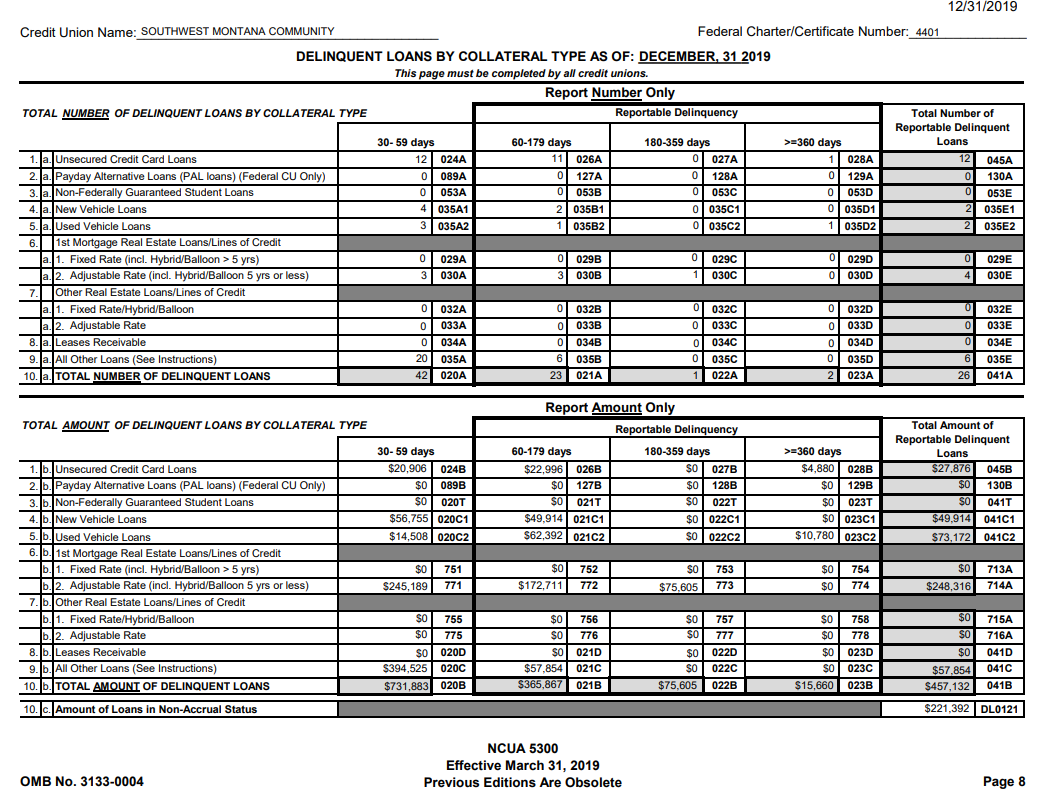 12/31/2019
Credit Union Name: SOUTHWEST MONTANA COMMUNITY Federal Charter/Certificate Number: 4401
DELINQUENT LOANS BY COLLATERAL TYPE AS OF: DECEMBER, 31 2019
This page must be completed by all credit unions.
Report Number Only
TOTAL NUMBER OF DELINQUENT LOANS BY COLLATERAL TYPE Reportable Delinquency Total Number of Reportable Delinquent Loans
30- 59 days 60-179 days 180-359 days >=360 days
1. a. Unsecured Credit Card Loans 12 024A 11 026A 0 027A 1 028A 12 045A
2. a. Payday Alternative Loans (PAL loans) (Federal CU Only) 0 089A 0 127A 0 128A 0 129A 0 130A
3. a. Non-Federally Guaranteed Student Loans 0 053A 0 053B 0 053C 0 053D 0 053E
4. a. New Vehicle Loans 4 035A1 2 035B1 0 035C1 0 035D1 2 035E1
5. a. Used Vehicle Loans 3 035A2 1 035B2 0 035C2 1 035D2 2 035E2
6. 1st Mortgage Real Estate Loans/Lines of Credit
a. 1. Fixed Rate (incl. Hybrid/Balloon > 5 yrs) 0 029A 0 029B 0 029C 0 029D 0 029E
a. 2. Adjustable Rate (incl. Hybrid/Balloon 5 yrs or less) 3 030A 3 030B 1 030C 0 030D 4 030E
7. Other Real Estate Loans/Lines of Credit
a. 1. Fixed Rate/Hybrid/Balloon 0 032A 0 032B 0 032C 0 032D 0 032E
a. 2. Adjustable Rate 0 033A 0 033B 0 033C 0 033D 0 033E
8. a. Leases Receivable 0 034A 0 034B 0 034C 0 034D 0 034E
9. a. All Other Loans (See Instructions) 20 035A 6 035B 0 035C 0 035D 6 035E
10. a. TOTAL NUMBER OF DELINQUENT LOANS 42 020A 23 021A 1 022A 2 023A 26 041A
Report Amount Only
TOTAL AMOUNT OF DELINQUENT LOANS BY COLLATERAL TYPE Reportable Delinquency Total Amount of Reportable Delinquent Loans
30- 59 days 60-179 days 180-359 days >=360 days
1. b. Unsecured Credit Card Loans $20,906 024B $22,996 026B $0 027B $4,880 028B $27,876 045B
2. b. Payday Alternative Loans (PAL loans) (Federal CU Only) $0 089B $0 127B $0 128B $0 129B $0 130B
3. b. Non-Federally Guaranteed Student Loans $0 020T $0 021T $0 022T $0 023T $0 041T
4. b. New Vehicle Loans $56,755 020C1 $49,914 021C1 $0 022C1 $0 023C1 $49,914 041C1
5. b. Used Vehicle Loans $14,508 020C2 $62,392 021C2 $0 022C2 $10,780 023C2 $73,172 041C2
6. b. 1st Mortgage Real Estate Loans/Lines of Credit
b. 1. Fixed Rate (incl. Hybrid/Balloon > 5 yrs) $0 751 $0 752 $0 753 $0 754 $0 713A
b. 2. Adjustable Rate (incl. Hybrid/Balloon 5 yrs or less) $245,189 771 $172,711 772 $75,605 773 $0 774 $248,316 714A
7. b. Other Real Estate Loans/Lines of Credit
b. 1. Fixed Rate/Hybrid/Balloon $0 755 $0 756 $0 757 $0 758 $0 715A
b. 2. Adjustable Rate $0 775 $0 776 $0 777 $0 778 $0 716A
8. b. Leases Receivable $0 020D $0 021D $0 022D $0 023D $0 041D
9. b. All Other Loans (See Instructions) $394,525 020C $57,854 021C $0 022C $0 023C $57,854 041C
10. b. TOTAL AMOUNT OF DELINQUENT LOANS $731,883 020B $365,867 021B $75,605 022B $15,660 023B $457,132 041B
10. c. Amount of Loans in Non-Accrual Status $221,392 DL0121
NCUA 5300
Effective March 31, 2019
OMB No. 3133-0004 Previous Editions Are Obsolete Page 8